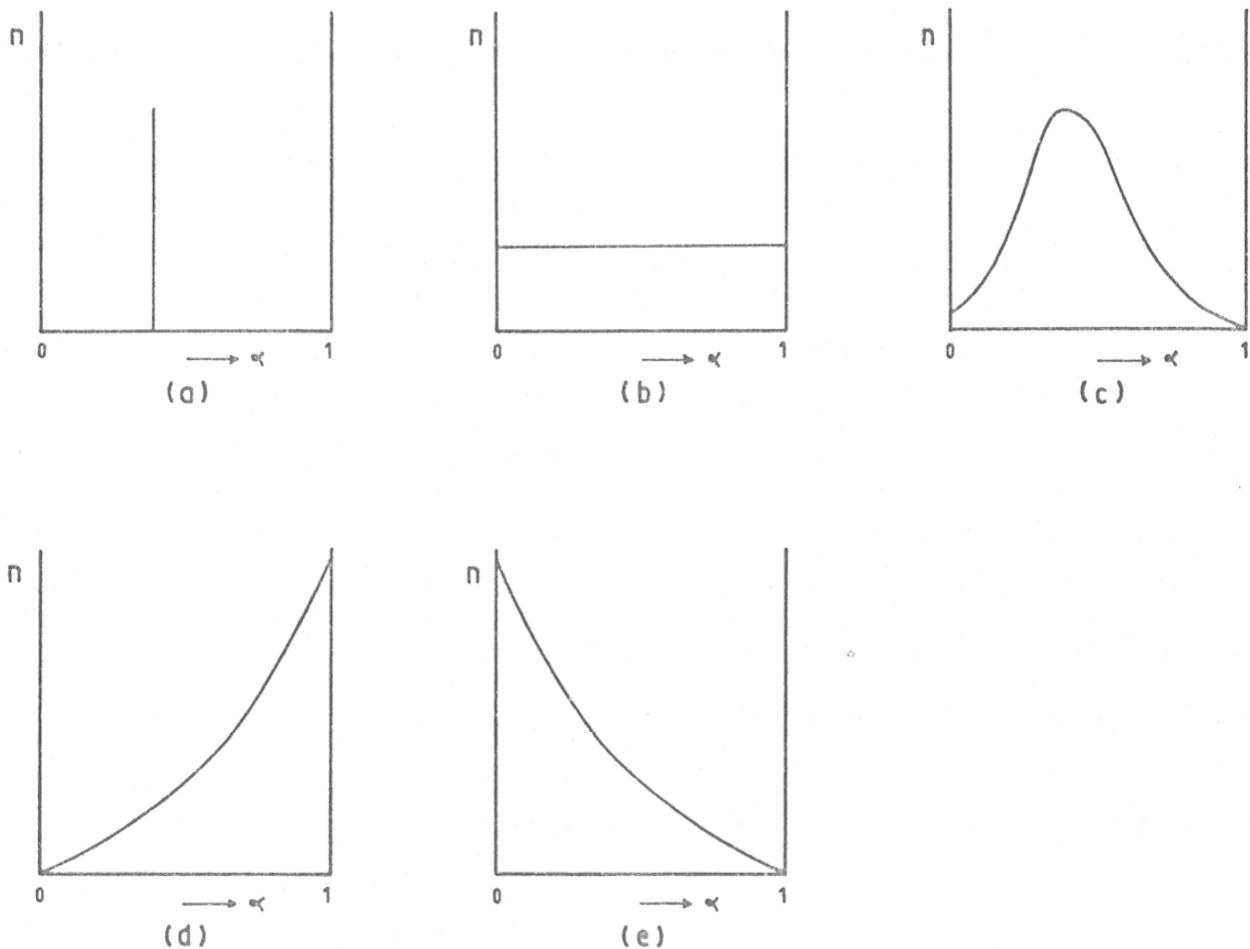 n n n
0 1 0 1 0 1
→ α → α → α
(a) (b) (c)
n n
0 1 0 1
→ α → α
(d) (e)